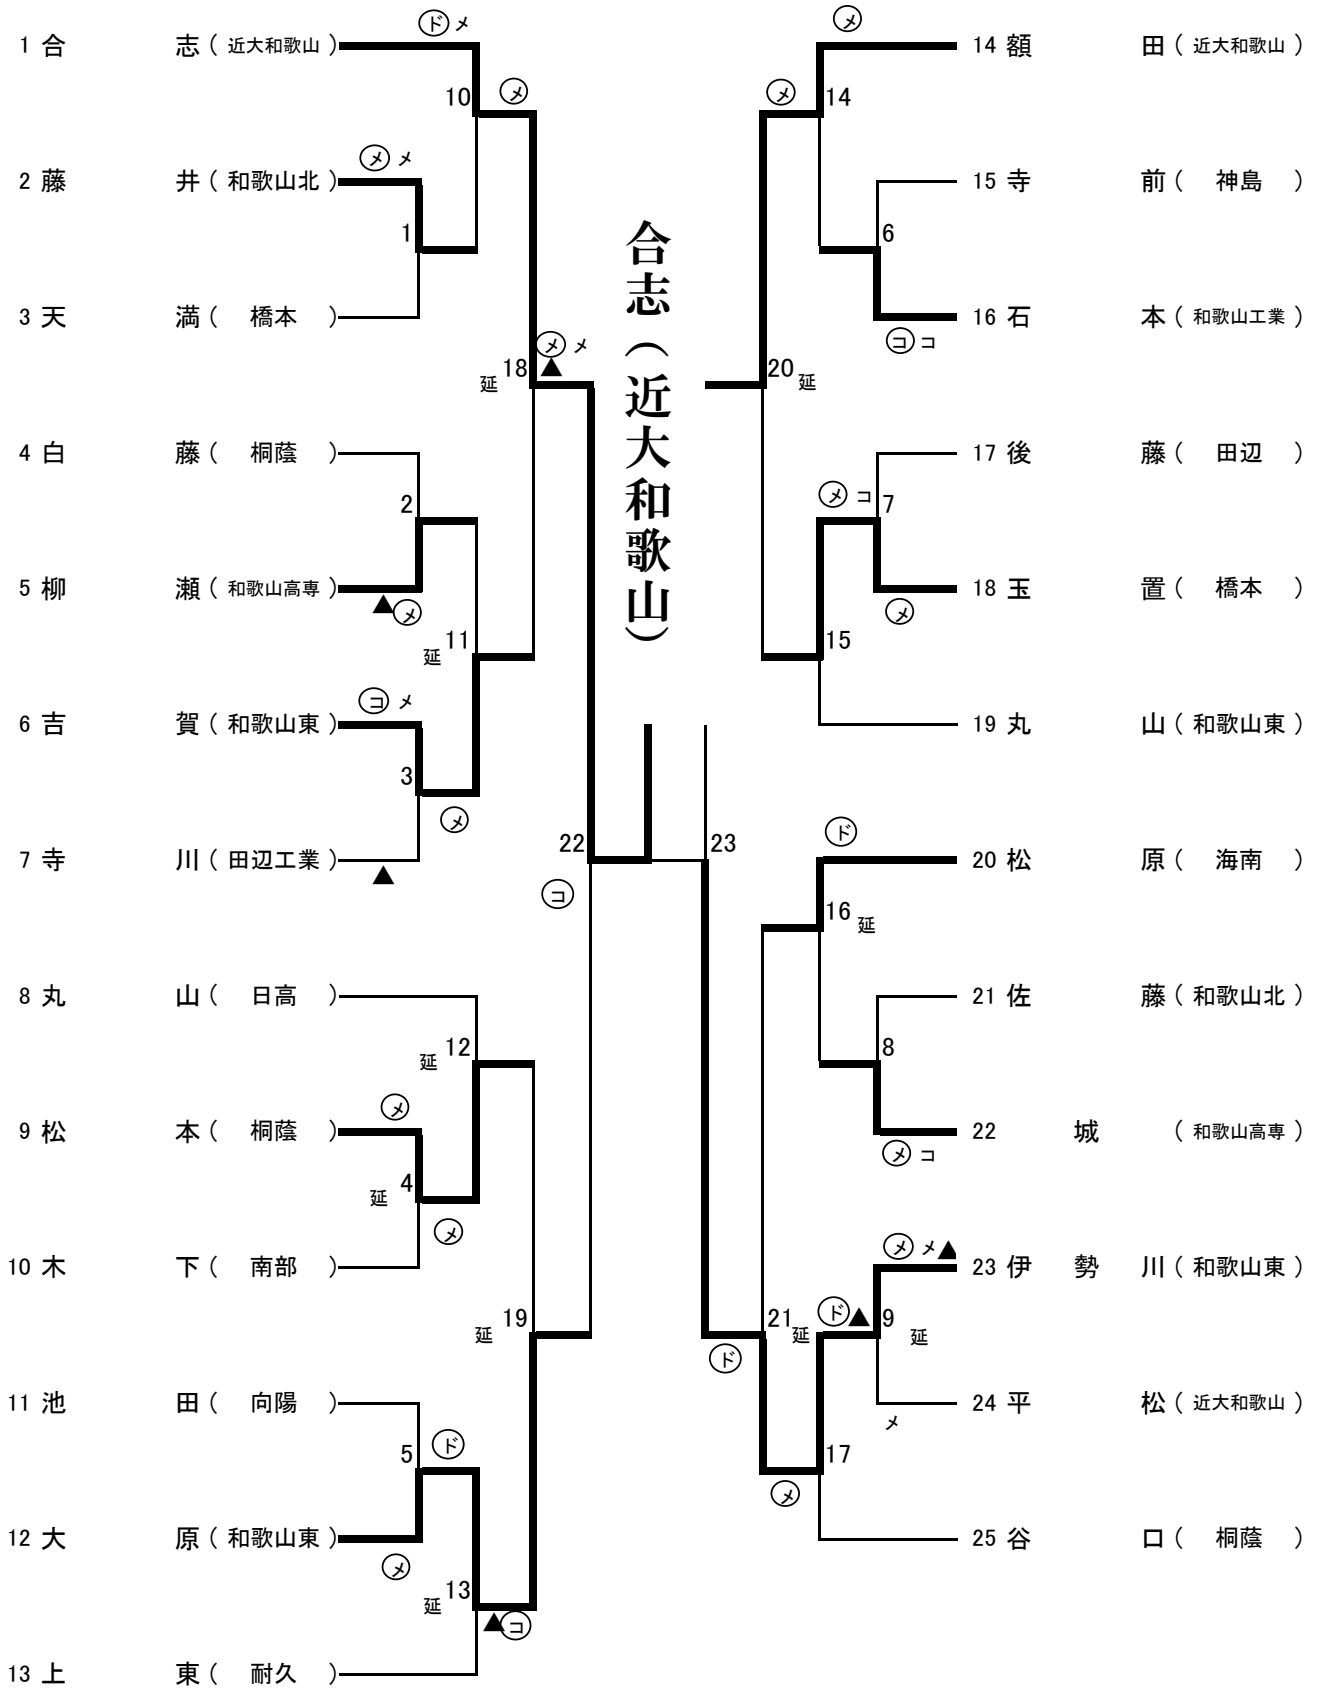 ド メ
1 合 志 ( 近大和歌山 )
10 メ
メ メ
2 藤 井 ( 和歌山北 )
1
3 天 満 ( 橋本 )
メ メ
延 18 ▲
4 白 藤 ( 桐蔭 )
2
5 柳 瀬 ( 和歌山高専 )
▲ メ
延 11
コ メ
6 吉 賀 ( 和歌山東 )
3
メ
7 寺 川 ( 田辺工業 )
▲
22
コ
8 丸 山 ( 日高 )
延 12
メ
9 松 本 ( 桐蔭 )
延 4
メ
10 木 下 ( 南部 )
延 19
11 池 田 ( 向陽 )
5 ド
12 大 原 ( 和歌山東 )
メ
延 13
▲ コ
13 上 東 ( 耐久 )
合志(近大和歌山)
メ
14 額 田 ( 近大和歌山 )
メ 14
15 寺 前 ( 神島 )
6
16 石 本 ( 和歌山工業 )
コ コ
20 延
17 後 藤 ( 田辺 )
メ コ 7
18 玉 置 ( 橋本 )
メ
15
19 丸 山 ( 和歌山東 )
ド
23
20 松 原 ( 海南 )
16 延
21 佐 藤 ( 和歌山北 )
8
22 城 ( 和歌山高専 )
メ コ
メ メ ▲
23 伊 勢 川 ( 和歌山東 )
21 延 ド ▲ 9 延
ド
24 平 松 ( 近大和歌山 )
メ
17
メ
25 谷 口 ( 桐蔭 )